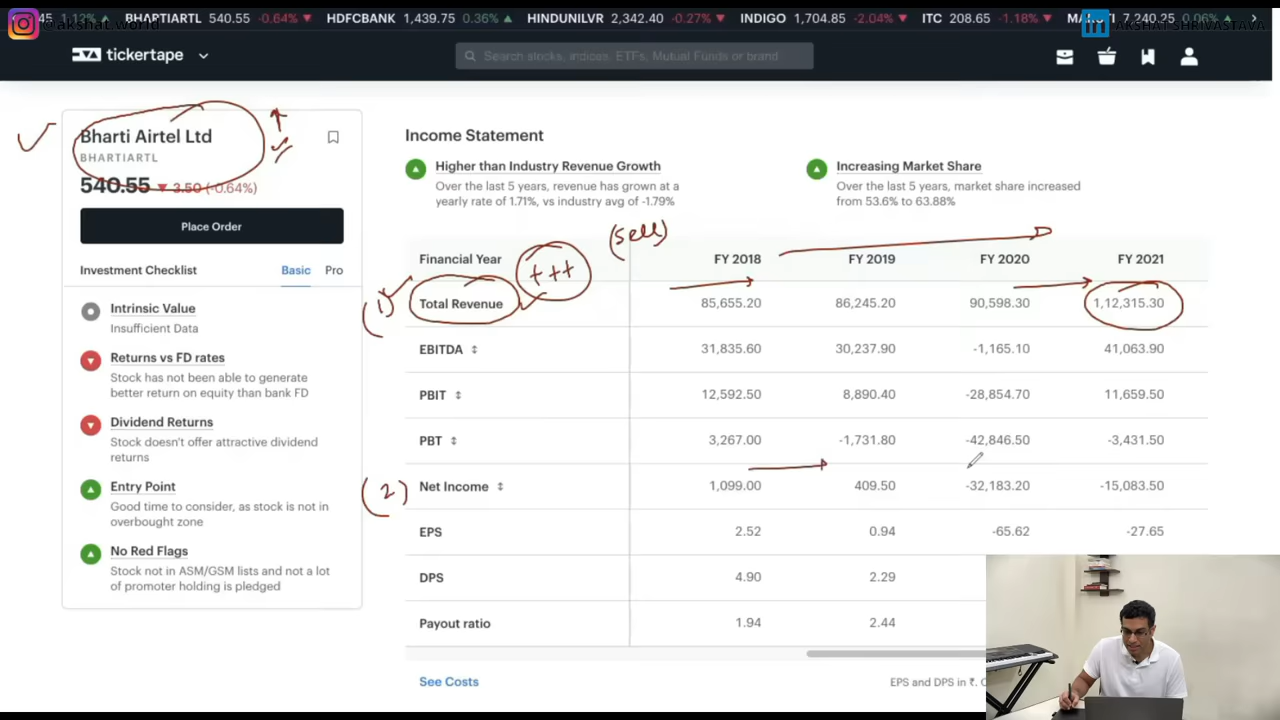 45 1.13% BHARTIARTL 540.55 -0.64% HDFCBANK 1,439.75 0.36% HINDUNILVR 2,342.40 -0.27% INDIGO 1,704.85 -2.04% ITC 208.65 -1.18% MARUTI 7,240.25 0.06%
@akshat.world
AKSHAT SHRIVASTAVA
tickertape
Search stocks, indices, ETFs, Mutual Funds or brand
Bharti Airtel Ltd
BHARTIARTL
540.55 3.50 (-0.64%)
Place Order
Investment Checklist Basic Pro
Intrinsic Value
Insufficient Data
Returns vs FD rates
Stock has not been able to generate
better return on equity than bank FD
Dividend Returns
Stock doesn't offer attractive dividend
returns
Entry Point
Good time to consider, as stock is not in
overbought zone
No Red Flags
Stock not in ASM/GSM lists and not a lot
of promoter holding is pledged
Income Statement
Higher than Industry Revenue Growth
Over the last 5 years, revenue has grown at a
yearly rate of 1.71%, vs industry avg of -1.79%
Increasing Market Share
Over the last 5 years, market share increased
from 53.6% to 63.88%
(Sell)
+++
Financial Year FY 2018 FY 2019 FY 2020 FY 2021
(1) Total Revenue 85,655.20 86,245.20 90,598.30 1,12,315.30
EBITDA 31,835.60 30,237.90 -1,165.10 41,063.90
PBIT 12,592.50 8,890.40 -28,854.70 11,659.50
PBT 3,267.00 -1,731.80 -42,846.50 -3,431.50
(2) Net Income 1,099.00 409.50 -32,183.20 -15,083.50
EPS 2.52 0.94 -65.62 -27.65
DPS 4.90 2.29
Payout ratio 1.94 2.44
See Costs
EPS and DPS in ₹.